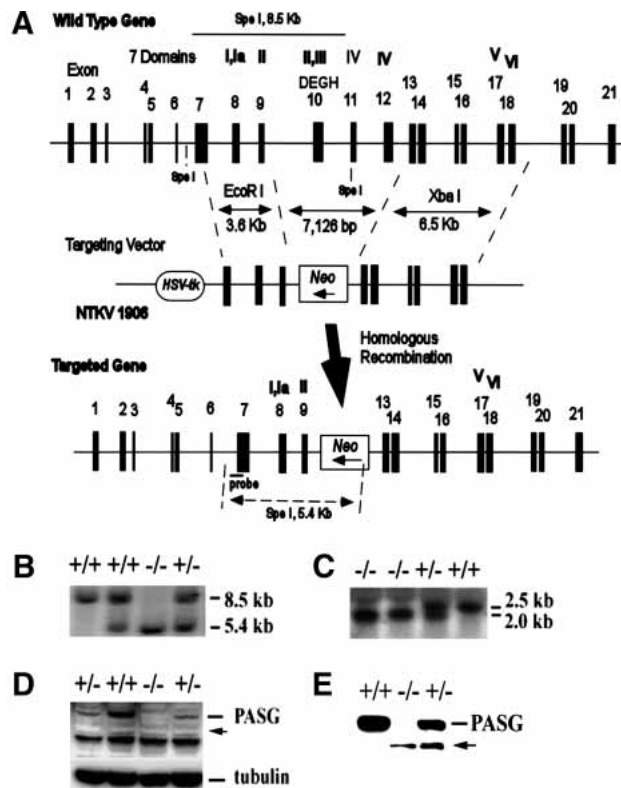 A Wild Type Gene
Spe I, 8.5 Kb
7 Domains I,Ia II II,III IV IV V VI
Exon DEGH
1 2 3 4 5 6 7 8 9 10 11 12 13 14 15 16 17 18 19 20 21
Spe I Spe I
EcoR I Xba I
3.6 Kb 7,126 bp 6.5 Kb
Targeting Vector
HSV-tk Neo
NTKV 1906
Homologous
Recombination
Targeted Gene
I,Ia II V VI
1 2 3 4 5 6 7 8 9 13 14 15 16 17 18 19 20 21
Neo
probe
Spe I, 5.4 Kb
B +/+ +/+ -/- +/-
8.5 kb
5.4 kb
C -/- -/- +/- +/+
2.5 kb
2.0 kb
D +/- +/+ -/- +/-
PASG
tubulin
E +/+ -/- +/-
PASG